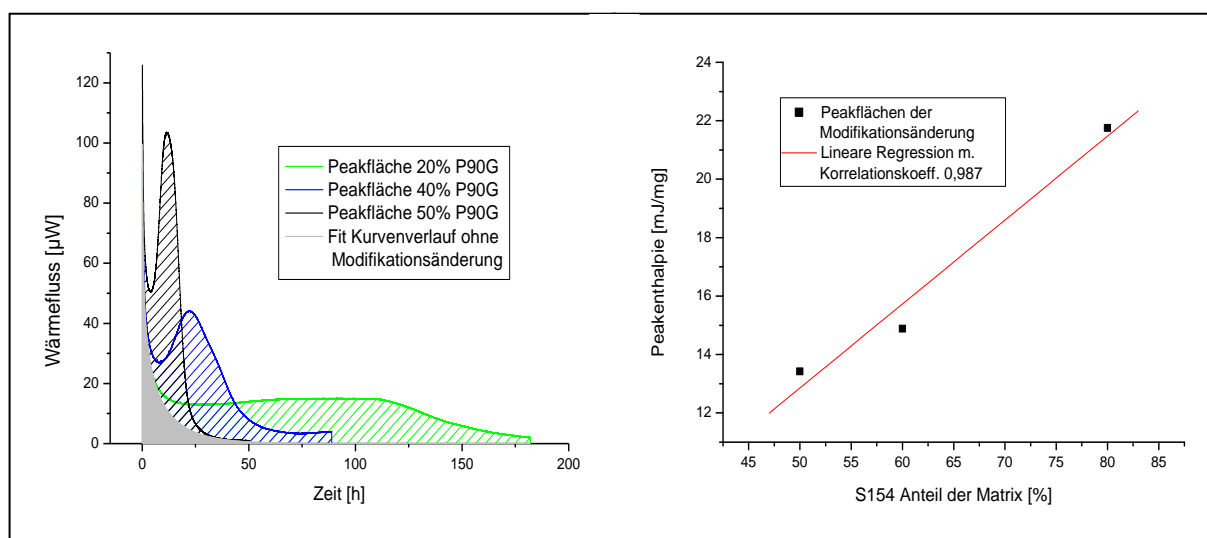 120
100
80
60
40
20
0
Wärmefluss [µW]
Peakfläche 20% P90G
Peakfläche 40% P90G
Peakfläche 50% P90G
Fit Kurvenverlauf ohne
Modifikationsänderung
0 50 100 150 200
Zeit [h]
24
22
20
18
16
14
12
Peakenthalpie [mJ/mg]
Peakflächen der
Modifikationsänderung
Lineare Regression m.
Korrelationskoeff. 0,987
45 50 55 60 65 70 75 80 85
S154 Anteil der Matrix [%]